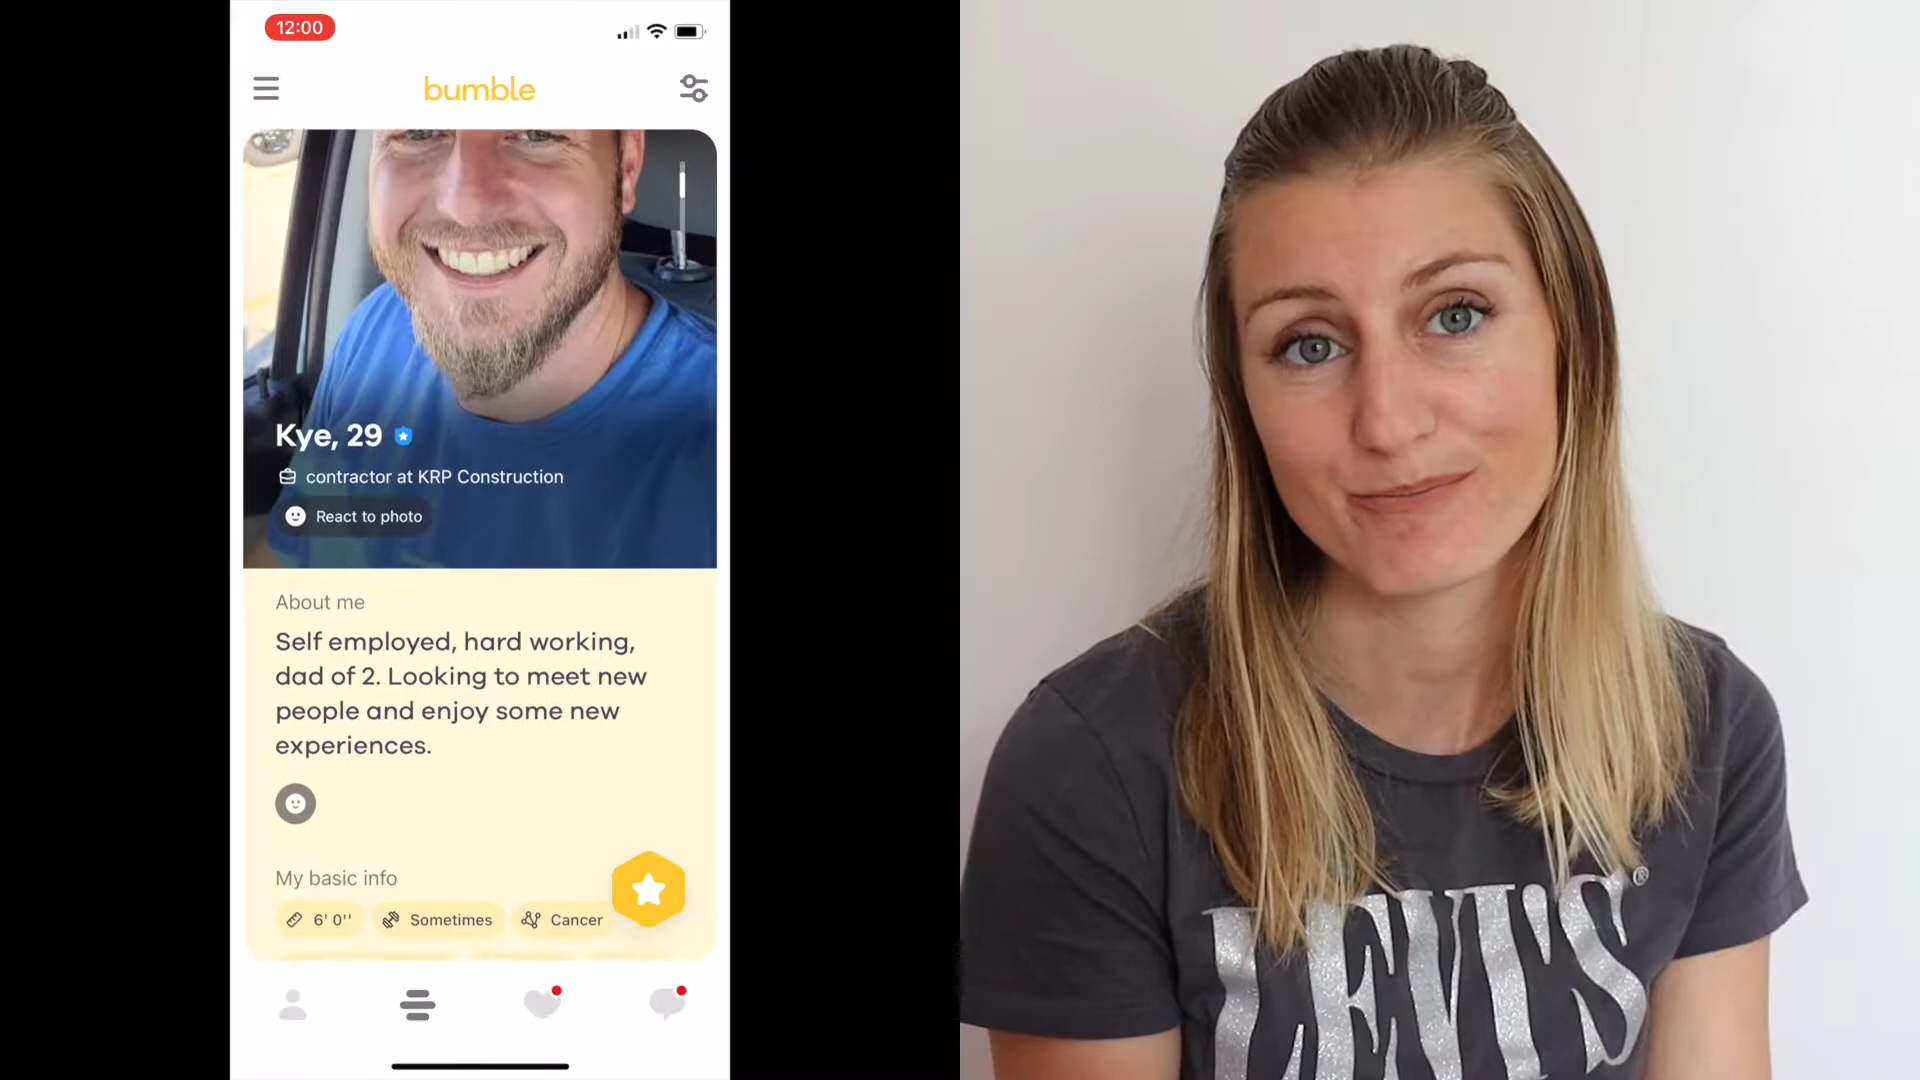 12:00
bumble
Kye, 29
contractor at KRP Construction
React to photo
About me
Self employed, hard working,
dad of 2. Looking to meet new
people and enjoy some new
experiences.
My basic info
6' 0''
Sometimes
Cancer
LEVI'S®